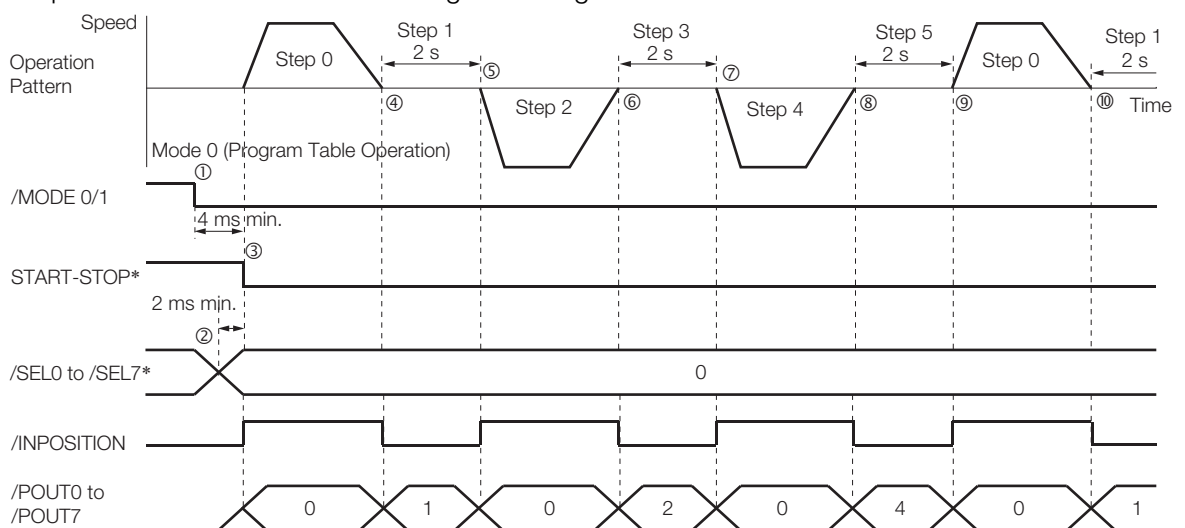 Speed
Step 1
Step 3
Step 5
Step 1
2 s
2 s
2 s
2 s
Operation
Pattern
Step 0
⑤
⑦
Step 0
④
Step 2
⑥
Step 4
⑧
⑨
⑩
Time
Mode 0 (Program Table Operation)
①
/MODE 0/1
4 ms min.
③
START-STOP*
2 ms min.
②
/SEL0 to /SEL7*
0
/INPOSITION
/POUT0 to
/POUT7
0 1 0 2 0 4 0 1